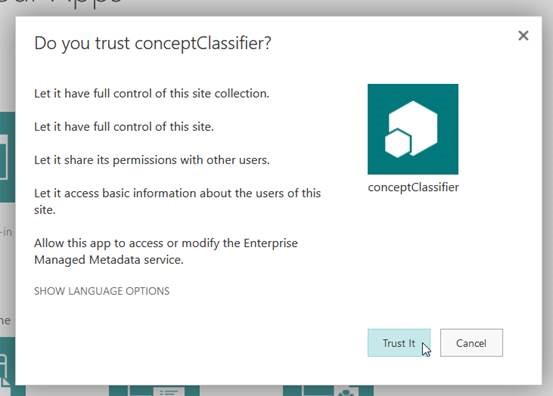 Do you trust conceptClassifier?
Let it have full control of this site collection.
Let it have full control of this site.
Let it share its permissions with other users.
Let it access basic information about the users of this
site.
Allow this app to access or modify the Enterprise
Managed Metadata service.
SHOW LANGUAGE OPTIONS
conceptClassifier
Trust It
Cancel